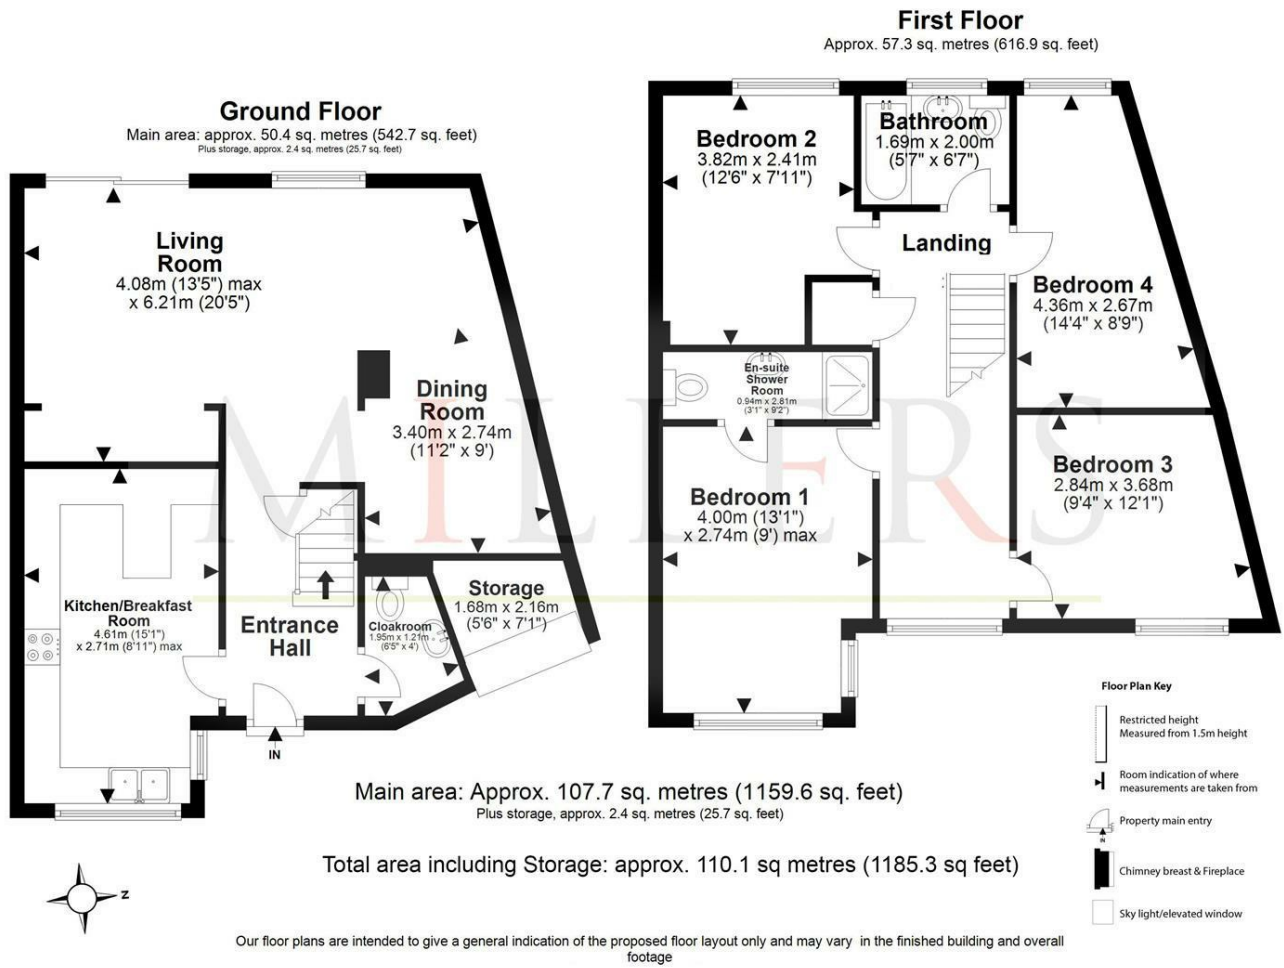 First Floor
Approx. 57.3 sq. metres (616.9 sq. feet)
Ground Floor
Main area: approx. 50.4 sq. metres (542.7 sq. feet)
Plus storage, approx. 2.4 sq. metres (25.7 sq. feet)
Living
Room
4.08m (13'5") max
x 6.21m (20'5")
Dining
Room
3.40m x 2.74m
(11'2" x 9')
Kitchen/Breakfast
Room
4.61m (15'1")
x 2.71m (8'11") max
Entrance
Hall
IN
Cloakroom
1.95m x 1.21m
(6'5" x 4')
Storage
1.68m x 2.16m
(5'6" x 7'1")
Bedroom 2
3.82m x 2.41m
(12'6" x 7'11")
Bathroom
1.69m x 2.00m
(5'7" x 6'7")
Landing
Bedroom 4
4.36m x 2.67m
(14'4" x 8'9")
En-suite
Shower
Room
0.94m x 2.81m
(3'1" x 9'2")
Bedroom 1
4.00m (13'1")
x 2.74m (9') max
Bedroom 3
2.84m x 3.68m
(9'4" x 12'1")
MILLERS
Main area: Approx. 107.7 sq. metres (1159.6 sq. feet)
Plus storage, approx. 2.4 sq. metres (25.7 sq. feet)
Total area including Storage: approx. 110.1 sq metres (1185.3 sq feet)
Floor Plan Key
Restricted height
Measured from 1.5m height
Room indication of where
measurements are taken from
Property main entry
IN
Chimney breast & Fireplace
Sky light/elevated window
Z
Our floor plans are intended to give a general indication of the proposed floor layout only and may vary in the finished building and overall
footage